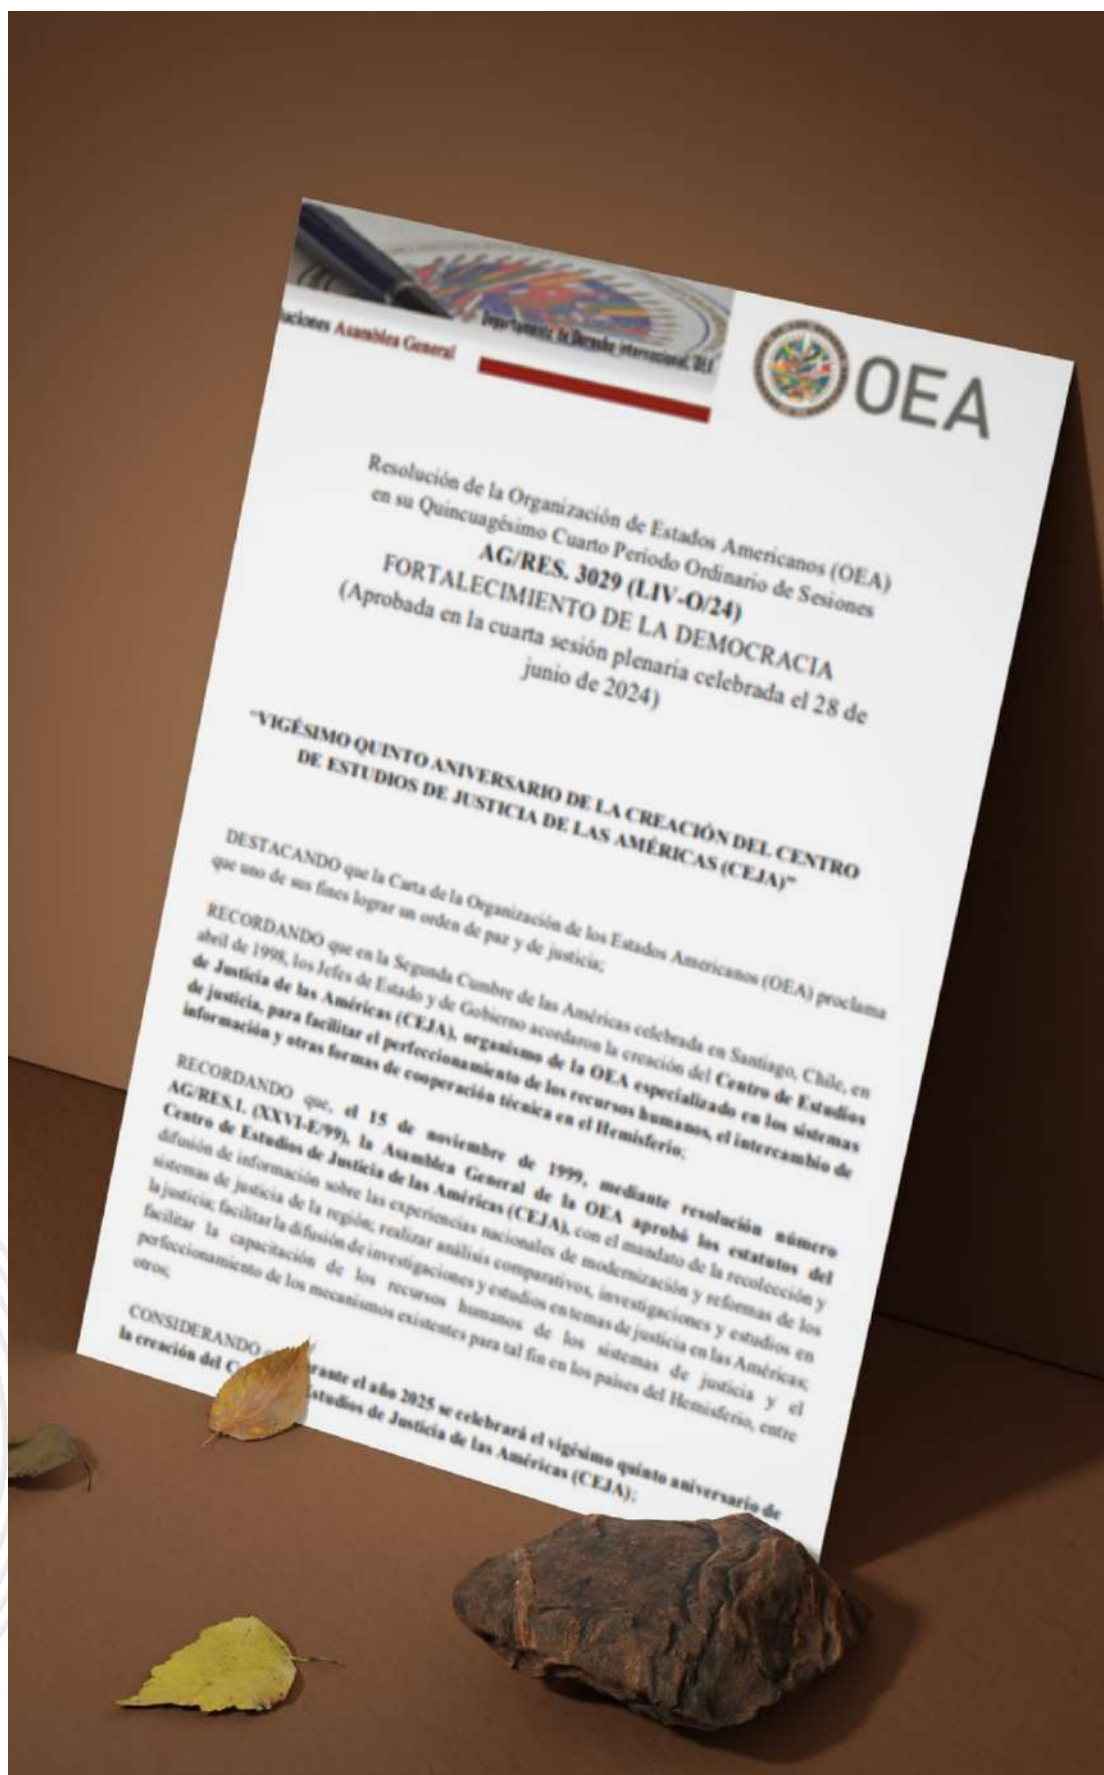 Departamento de Derecho Internacional, OEA
Asamblea General
OEA
Resolución de la Organización de Estados Americanos (OEA)
en su Quincuagésimo Cuarto Periodo Ordinario de Sesiones
AG/RES. 3029 (LIV-O/24)
FORTALECIMIENTO DE LA DEMOCRACIA
(Aprobada en la cuarta sesión plenaria celebrada el 28 de
junio de 2024)
"VIGÉSIMO QUINTO ANIVERSARIO DE LA CREACIÓN DEL CENTRO
DE ESTUDIOS DE JUSTICIA DE LAS AMÉRICAS (CEJA)"
DESTACANDO que la Carta de la Organización de los Estados Americanos (OEA) proclama
que uno de sus fines lograr un orden de paz y de justicia;
RECORDANDO que en la Segunda Cumbre de las Américas celebrada en Santiago, Chile, en
abril de 1998, los Jefes de Estado y de Gobierno acordaron la creación del Centro de Estudios
de Justicia de las Américas (CEJA), organismo de la OEA especializado en los sistemas
de justicia, para facilitar el perfeccionamiento de los recursos humanos, el intercambio de
información y otras formas de cooperación técnica en el Hemisferio;
RECORDANDO que, el 15 de noviembre de 1999, mediante resolución número
AG/RES.1. (XXVI-E/99), la Asamblea General de la OEA aprobó los estatutos del
Centro de Estudios de Justicia de las Américas (CEJA), con el mandato de la recolección y
difusión de información sobre las experiencias nacionales de modernización y reformas de los
sistemas de justicia de la región; realizar análisis comparativos, investigaciones y estudios en
la justicia; facilitar la difusión de investigaciones y estudios en temas de justicia en las Américas;
facilitar la capacitación de los recursos humanos de los sistemas de justicia y el
perfeccionamiento de los mecanismos existentes para tal fin en los países del Hemisferio, entre
otros;
CONSIDERANDO rante el año 2025 se celebrará el vigésimo quinto aniversario de
la creación del C studios de Justicia de las Américas (CEJA);